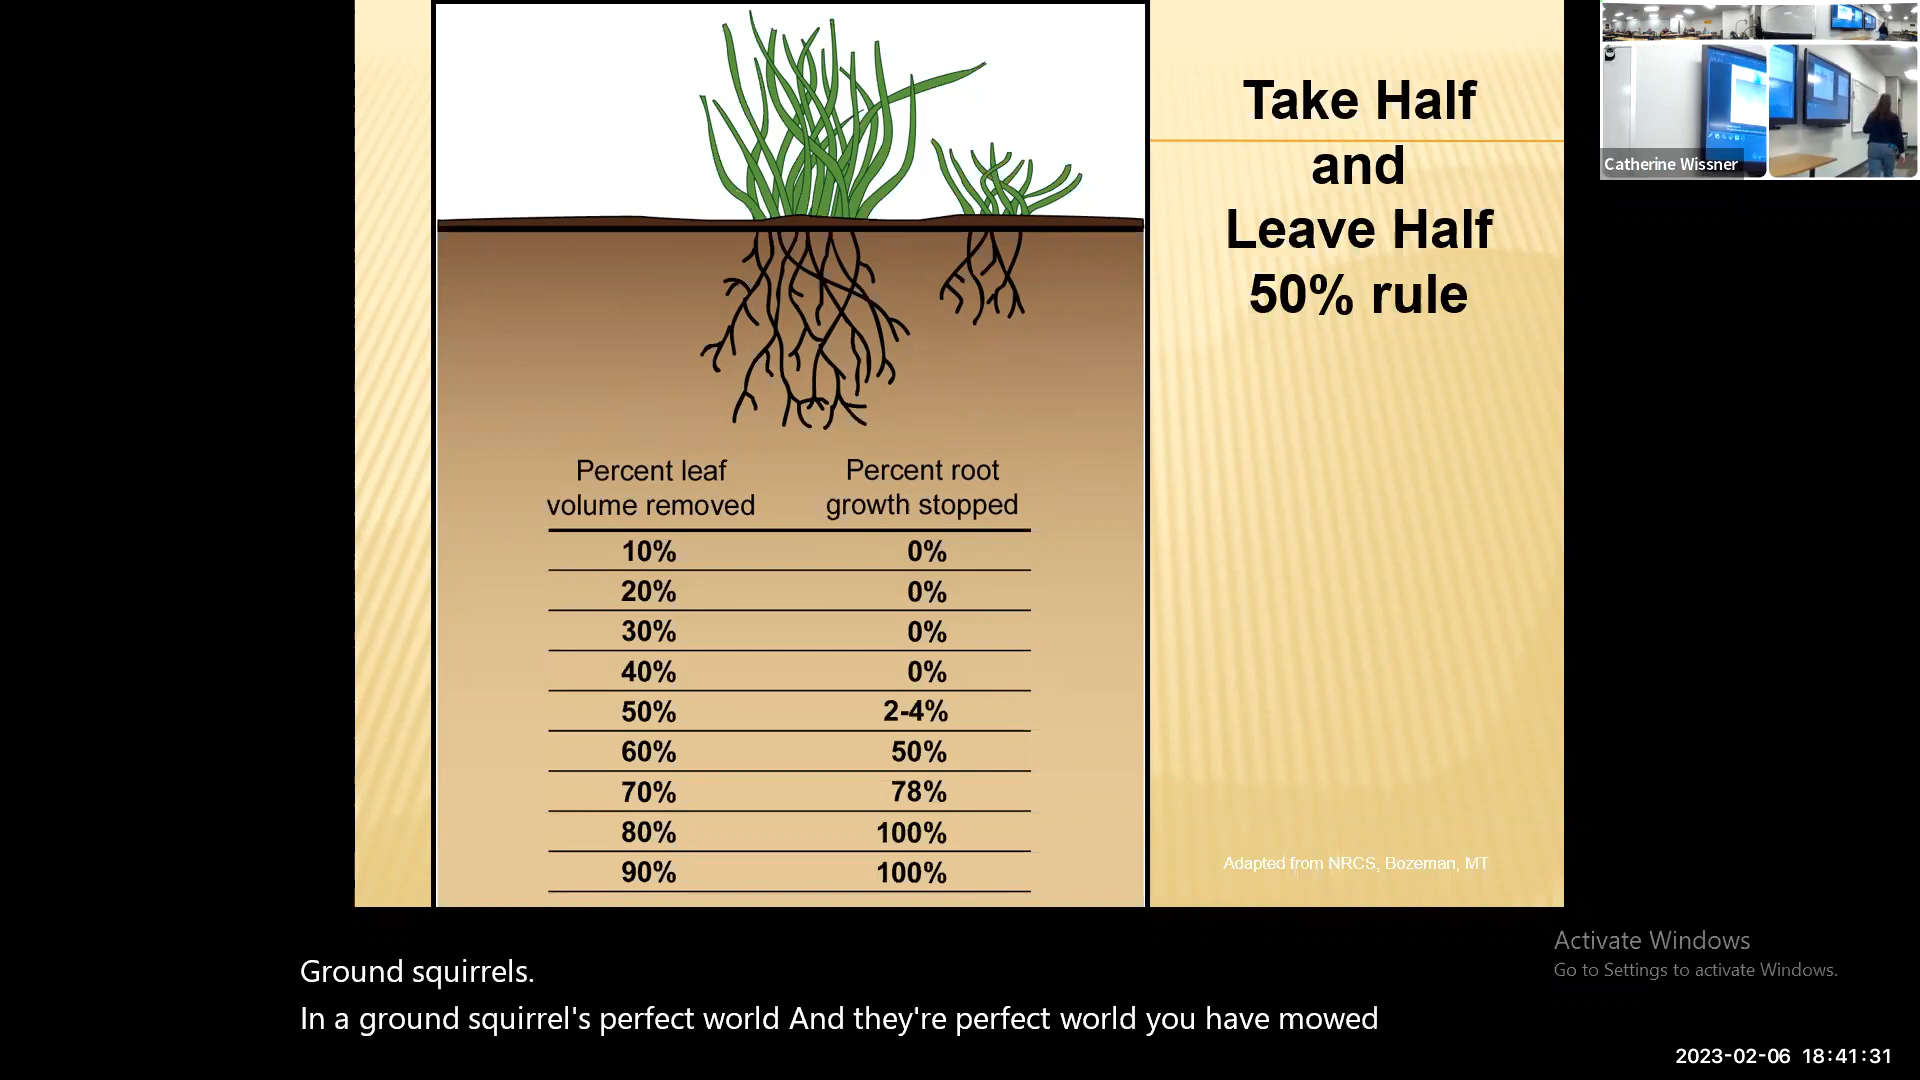 Take Half
and
Leave Half
50% rule
Percent leaf
volume removed
Percent root
growth stopped
10% 0%
20% 0%
30% 0%
40% 0%
50% 2-4%
60% 50%
70% 78%
80% 100%
90% 100%
Adapted from NRCS, Bozeman, MT
Catherine Wissner
Activate Windows
Go to Settings to activate Windows.
Ground squirrels.
In a ground squirrel's perfect world And they're perfect world you have mowed
2023-02-06 18:41:31